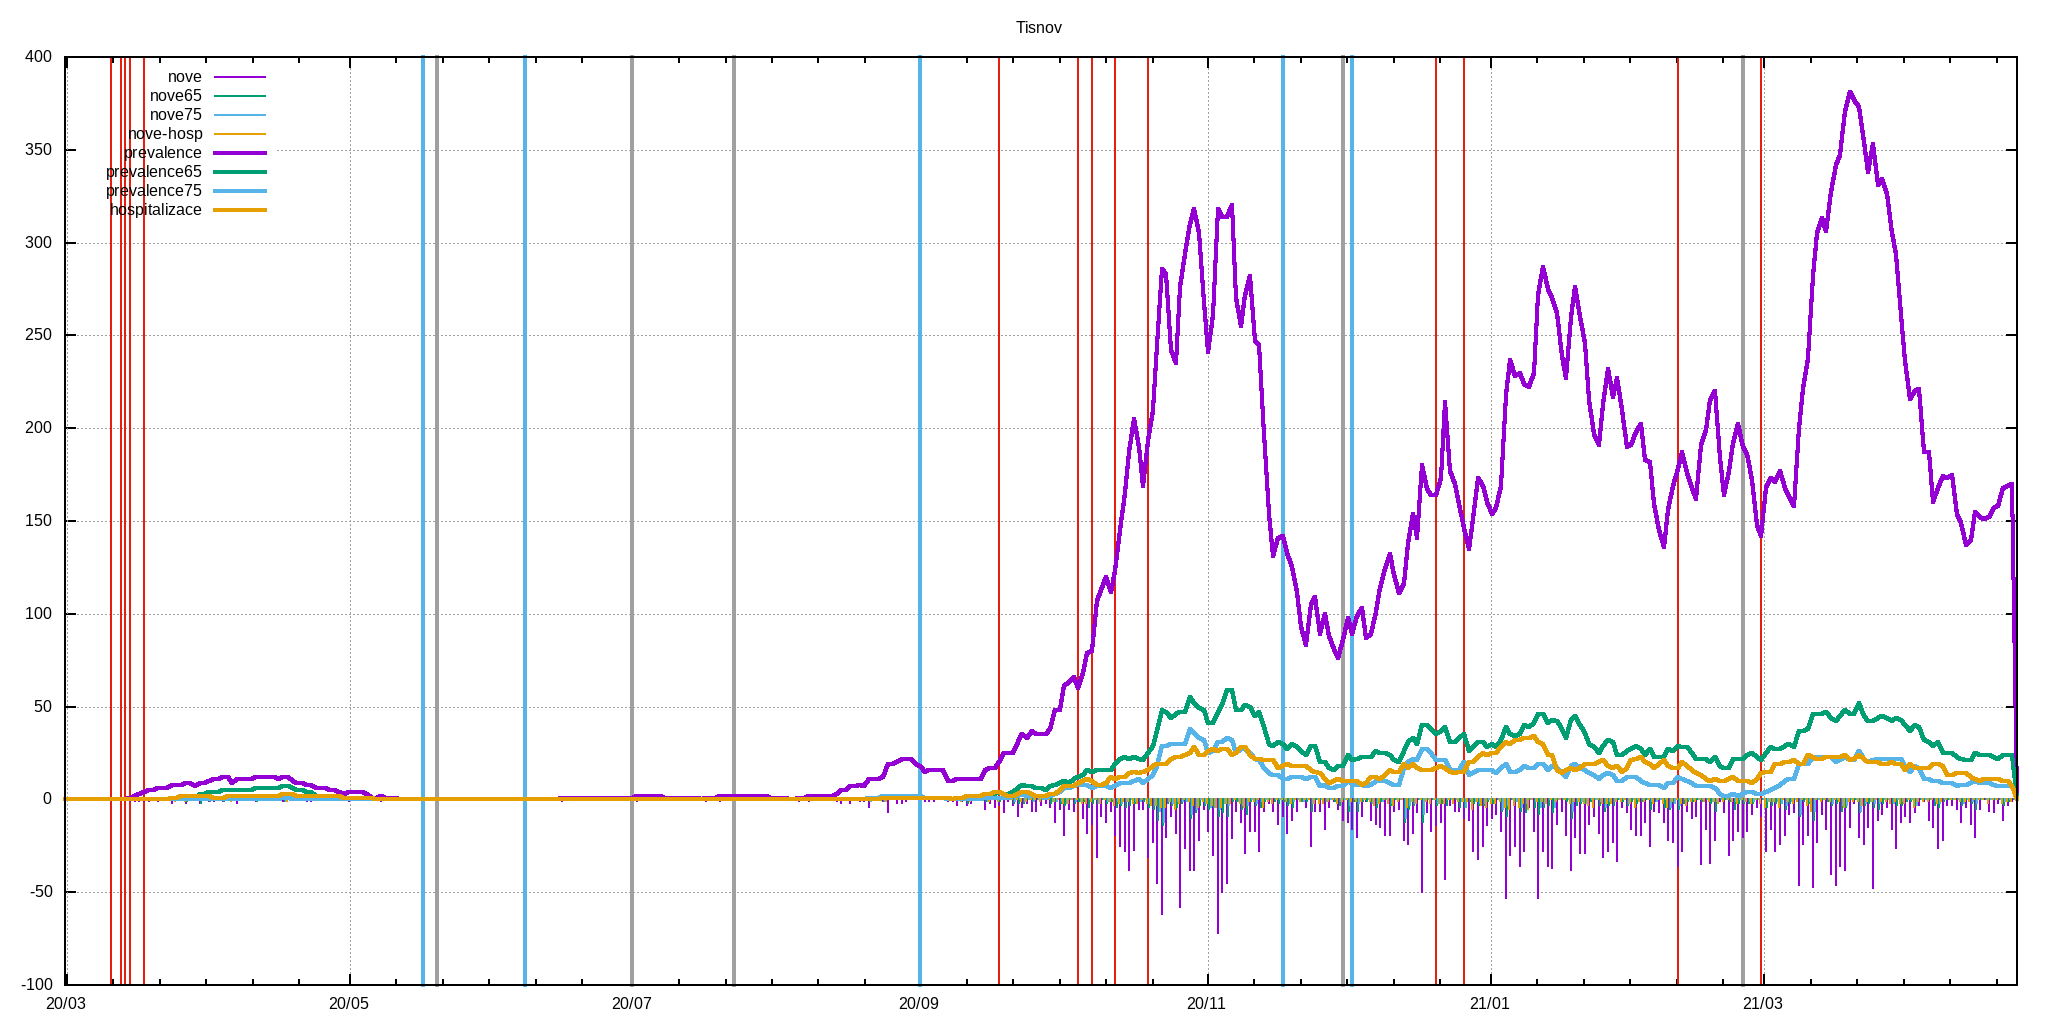 Tisnov
400
350
300
250
200
150
100
50
0
-50
-100
nove
nove65
nove75
nove-hosp
prevalence
prevalence65
prevalence75
hospitalizace
20/03 20/05 20/07 20/09 20/11 21/01 21/03